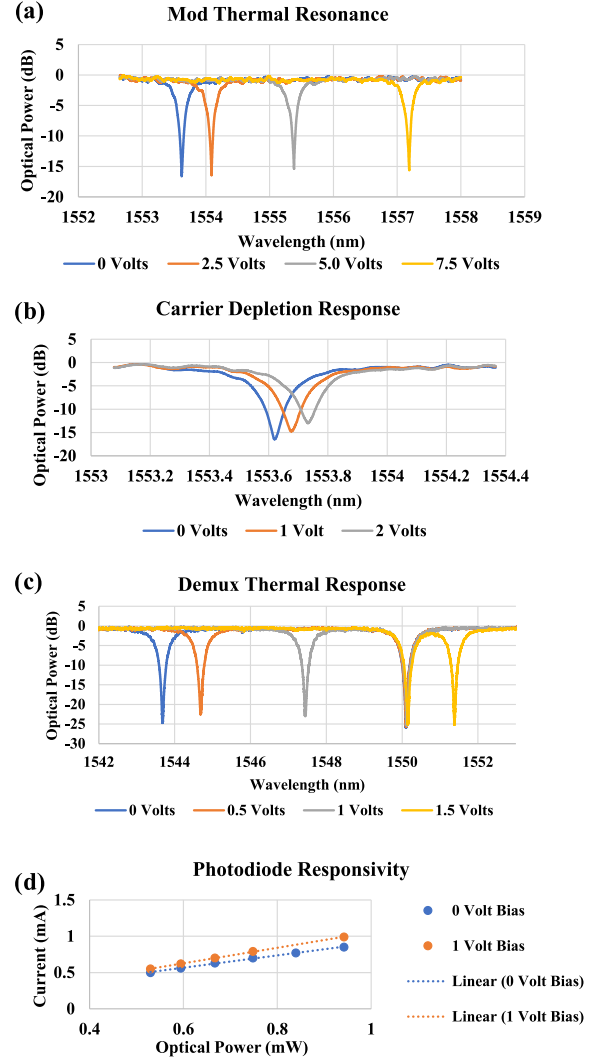 (a)
Mod Thermal Resonance
Optical Power (dB)
5
0
-5
-10
-15
-20
1552 1553 1554 1555 1556 1557 1558 1559
Wavelength (nm)
0 Volts 2.5 Volts 5.0 Volts 7.5 Volts
(b)
Carrier Depletion Response
Optical Power (dB)
5
0
-5
-10
-15
-20
1553 1553.2 1553.4 1553.6 1553.8 1554 1554.2 1554.4
Wavelength (nm)
0 Volts 1 Volt 2 Volts
(c)
Demux Thermal Response
Optical Power (dB)
5
0
-5
-10
-15
-20
-25
-30
1542 1544 1546 1548 1550 1552
Wavelength (nm)
0 Volts 0.5 Volts 1 Volts 1.5 Volts
(d)
Photodiode Responsivity
Current (mA)
1.5
1
0.5
0
0.4 0.6 0.8 1
Optical Power (mW)
0 Volt Bias
1 Volt Bias
Linear (0 Volt Bias)
Linear (1 Volt Bias)